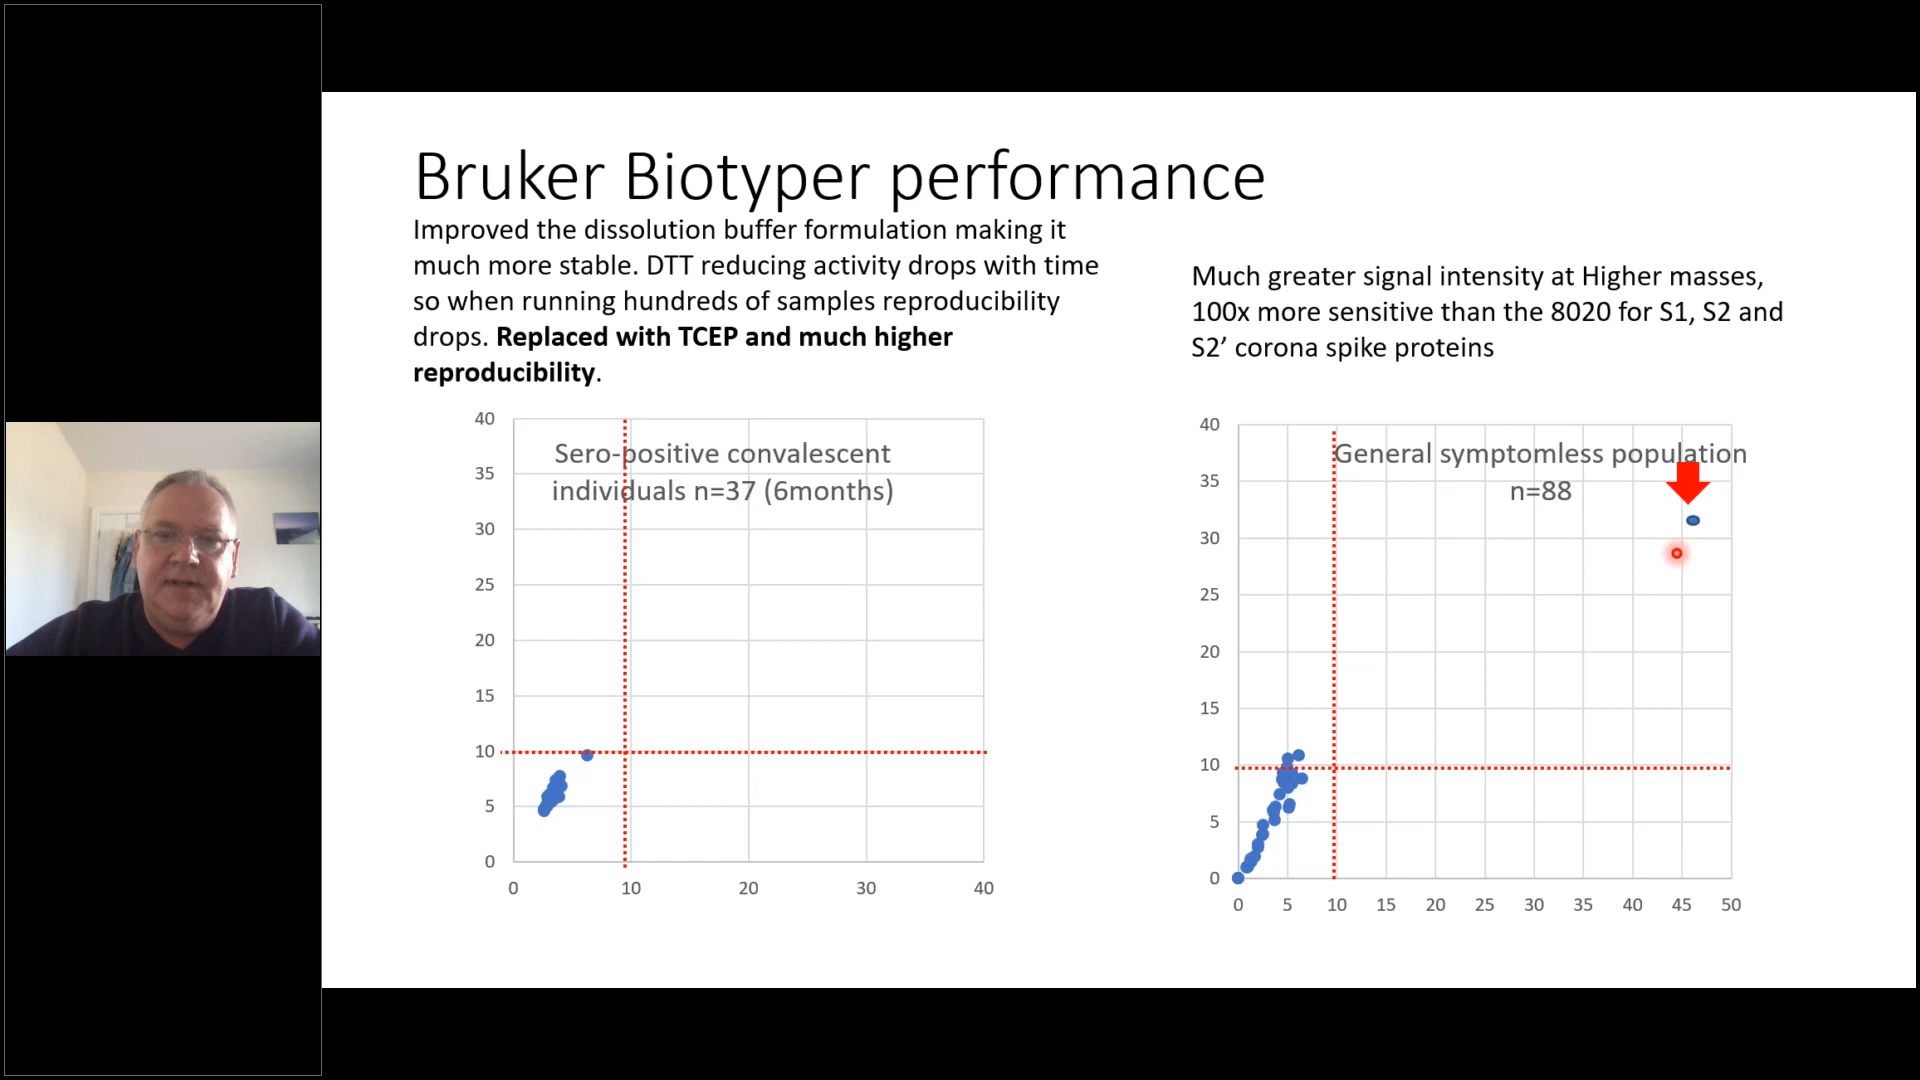 Bruker Biotyper performance
Improved the dissolution buffer formulation making it
much more stable. DTT reducing activity drops with time
so when running hundreds of samples reproducibility
drops. Replaced with TCEP and much higher
reproducibility.
Much greater signal intensity at Higher masses,
100x more sensitive than the 8020 for S1, S2 and
S2’ corona spike proteins
Sero-positive convalescent
individuals n=37 (6months)
40
35
30
25
20
15
10
5
0
0 10 20 30 40
General symptomless population
n=88
40
35
30
25
20
15
10
5
0
0 5 10 15 20 25 30 35 40 45 50